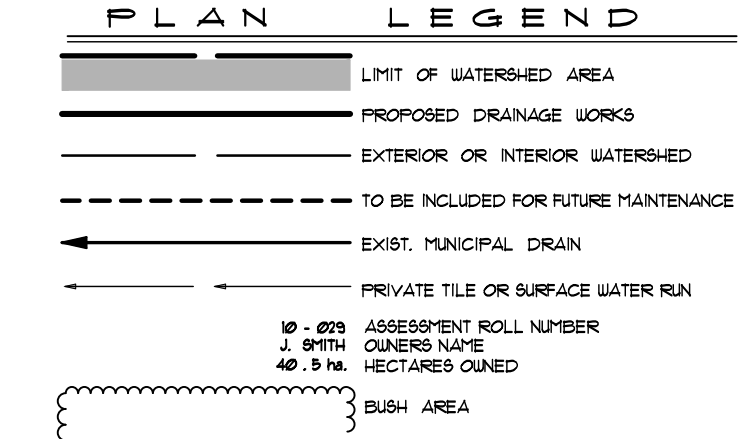 PLAN LEGEND
LIMIT OF WATERSHED AREA
PROPOSED DRAINAGE WORKS
EXTERIOR OR INTERIOR WATERSHED
TO BE INCLUDED FOR FUTURE MAINTENANCE
EXIST. MUNICIPAL DRAIN
PRIVATE TILE OR SURFACE WATER RUN
10 - 029 ASSESSMENT ROLL NUMBER
J. SMITH OWNERS NAME
40.5 ha. HECTARES OWNED
BUSH AREA